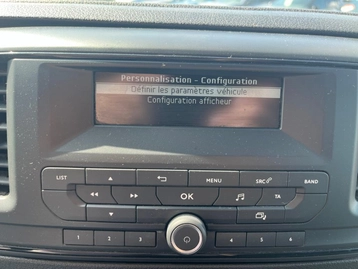 Personnalisation - Configuration
Définir les paramètres véhicule
Configuration afficheur
LIST MENU SRC BAND
OK TA
1 2 3 4 5 6